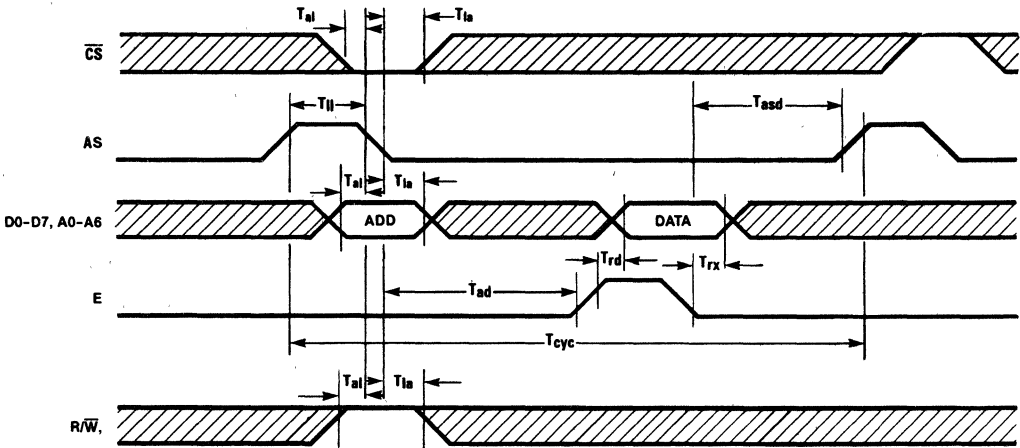 Tal Tla
CS
Tll Tasd
AS
Tal Tla
D0–D7, A0–A6 ADD DATA
Trd Trx
Tad
E
Tcyc
Tal Tla
R/W,